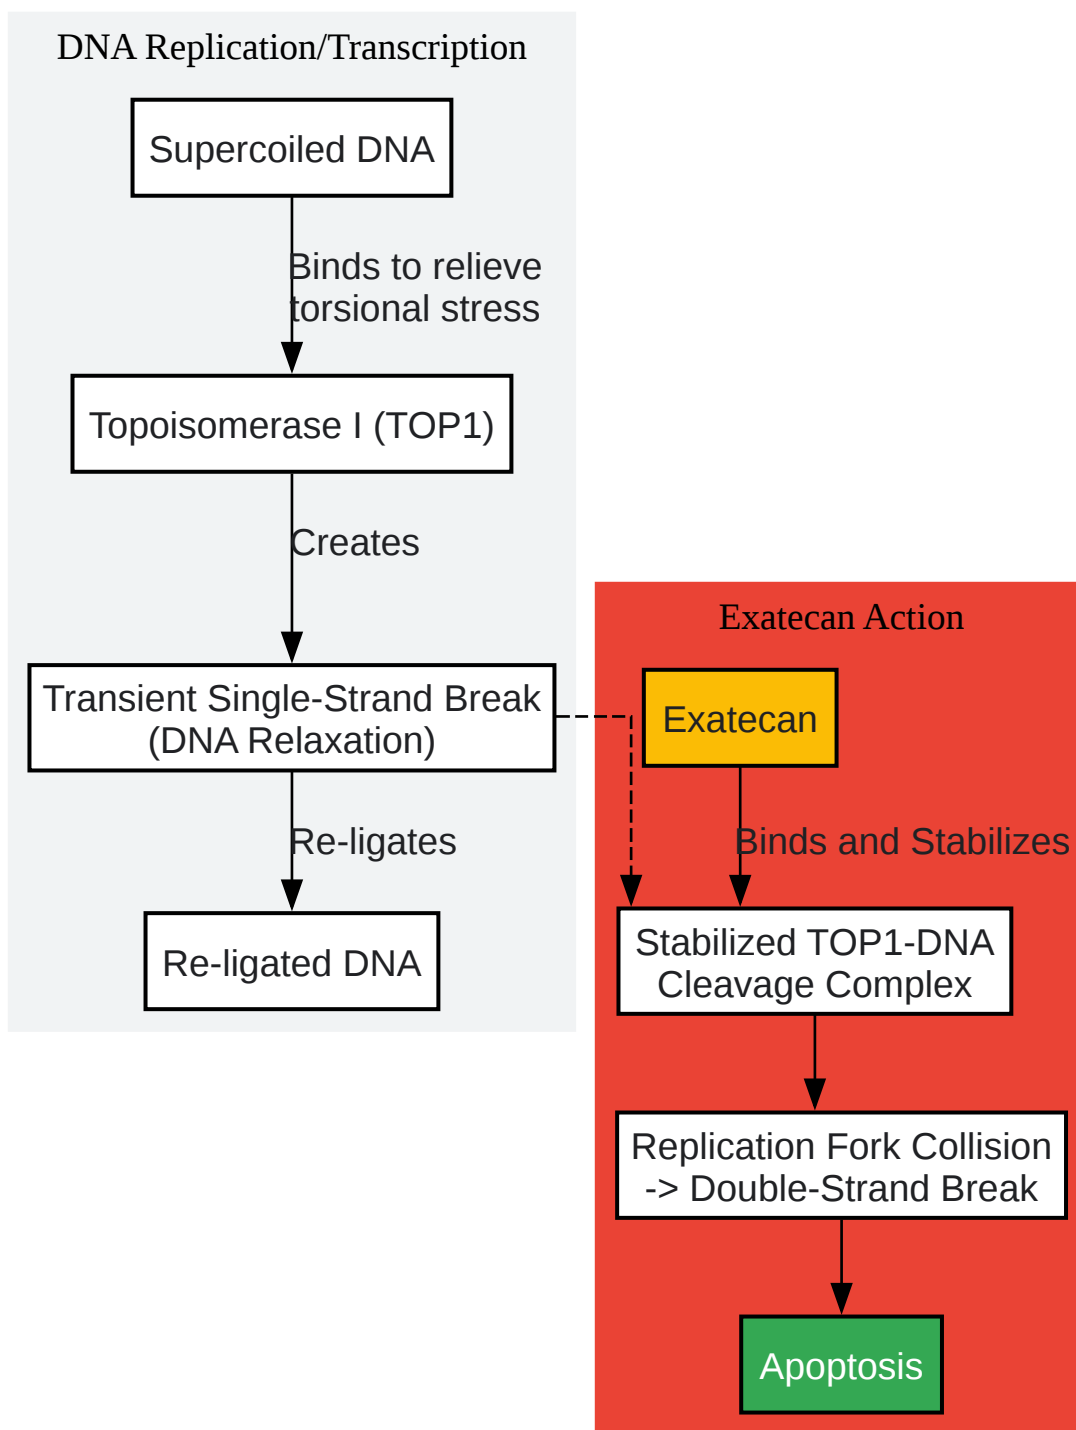 DNA Replication/Transcription
Supercoiled DNA
Binds to relieve
torsional stress
Topoisomerase I (TOP1)
Creates
Transient Single-Strand Break
(DNA Relaxation)
Re-ligates
Re-ligated DNA
Exatecan Action
Exatecan
Binds and Stabilizes
Stabilized TOP1-DNA
Cleavage Complex
Replication Fork Collision
-> Double-Strand Break
Apoptosis